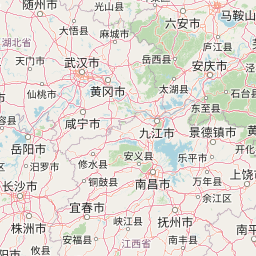 随州市
光山县
马鞍山
大悟县
六安市
湖北省
麻城市
庐江县
天门市
武汉市
岳西县
安庆市
仙桃市
黄冈市
太湖县
石台县
东至县
咸宁市
九江市
景德镇市
岳阳市
开化
汨罗市
修水县
安义县
乐平市
长沙市
铜鼓县
南昌市
万年县
上饶市
宜春市
余江区
株洲市
峡江县
抚州市
安福县
南丰县
南平
江西省